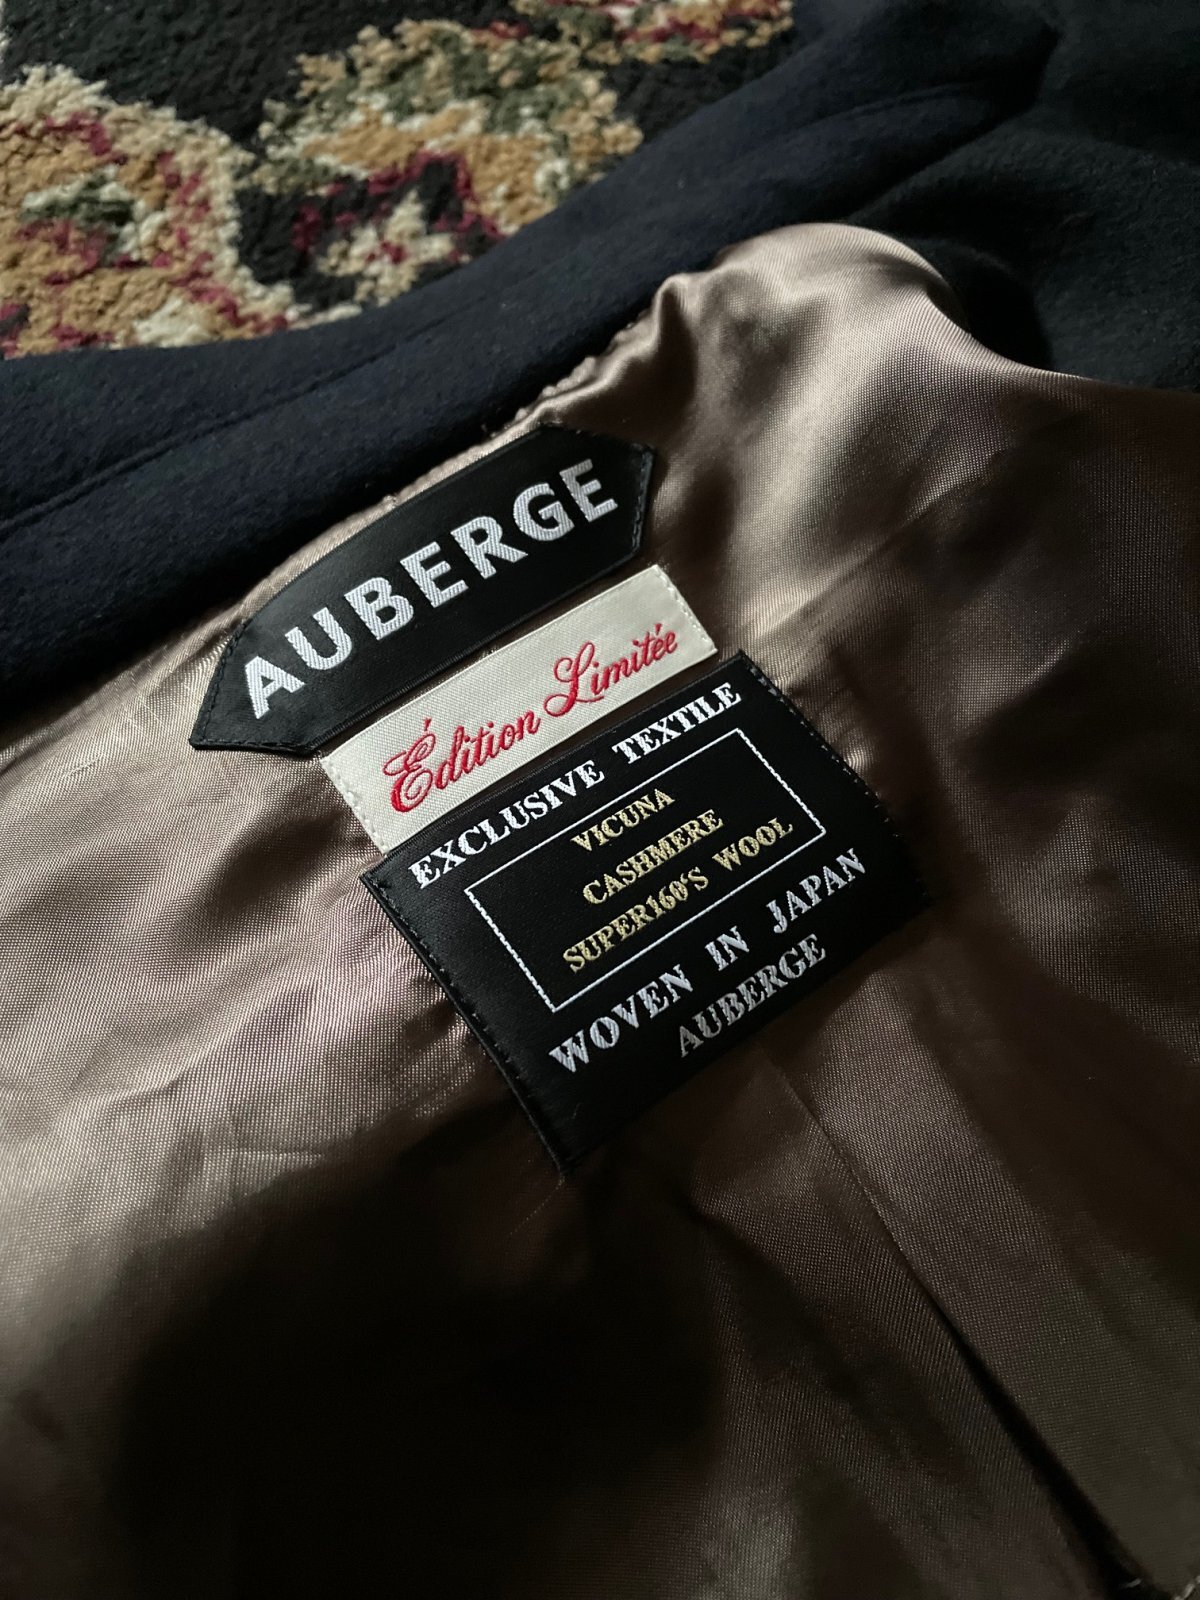 AUBERGE
Édition Limitée
EXCLUSIVE TEXTILE
VICUNA
CASHMERE
SUPER160'S WOOL
WOVEN IN JAPAN
AUBERGE